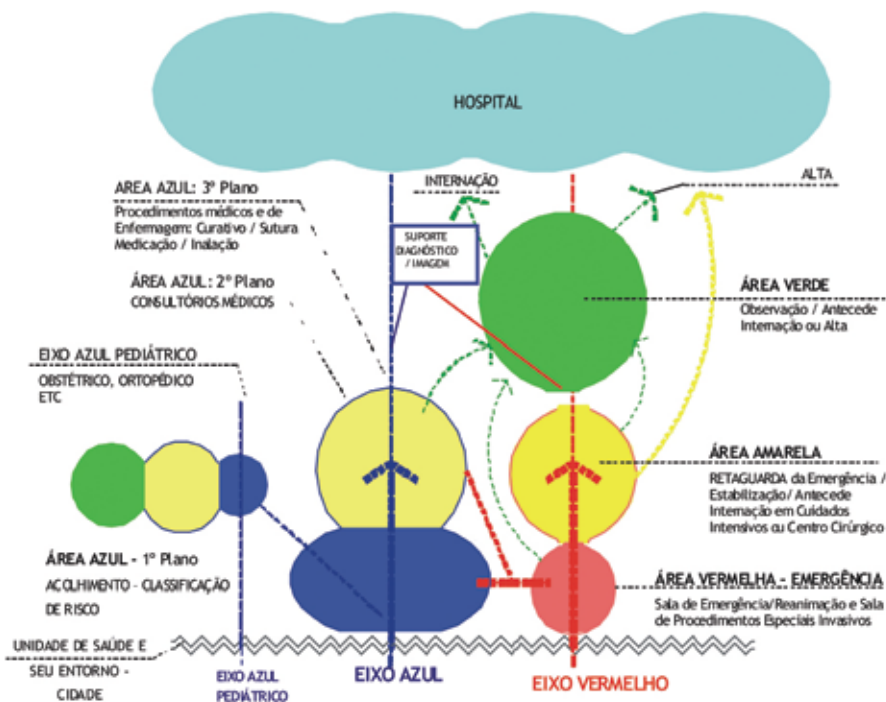 HOSPITAL
AREA AZUL: 3º Plano
Procedimentos médicos e de
Enfermagem: Curativo / Sutura
Medicação / Inalação
INTERNAÇÃO
ALTA
SUPORTE
DIAGNÓSTICO
/ IMAGEM
ÁREA AZUL: 2º Plano
CONSULTÓRIOS MÉDICOS
ÁREA VERDE
Observação / Antecede
Internação ou Alta
EIXO AZUL PEDIÁTRICO
OBSTÉTRICO, ORTOPÉDICO
ETC
ÁREA AMARELA
RETAGUARDA da Emergência /
Estabilização/ Antecede
Internação em Cuidados
Intensivos ou Centro Cirúrgico
ÁREA AZUL - 1º Plano
ACOLHIMENTO - CLASSIFICAÇÃO
DE RISCO
ÁREA VERMELHA - EMERGÊNCIA
Sala de Emergência/Reanimação e Sala
de Procedimentos Especiais Invasivos
UNIDADE DE SAÚDE E
SEU ENTORNO -
CIDADE
EIXO AZUL
PEDIÁTRICO
EIXO AZUL
EIXO VERMELHO